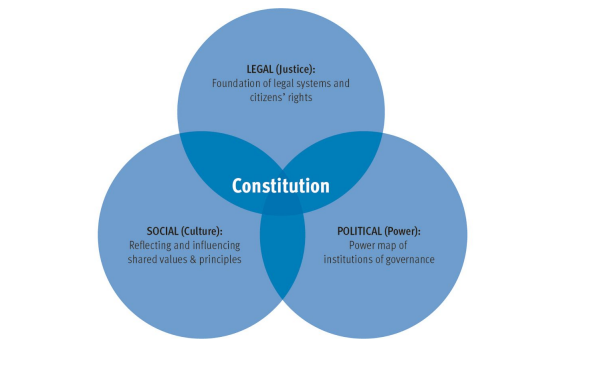 LEGAL (Justice):
Foundation of legal systems and
citizens’ rights
Constitution
SOCIAL (Culture):
Reflecting and influencing
shared values & principles
POLITICAL (Power):
Power map of
institutions of governance